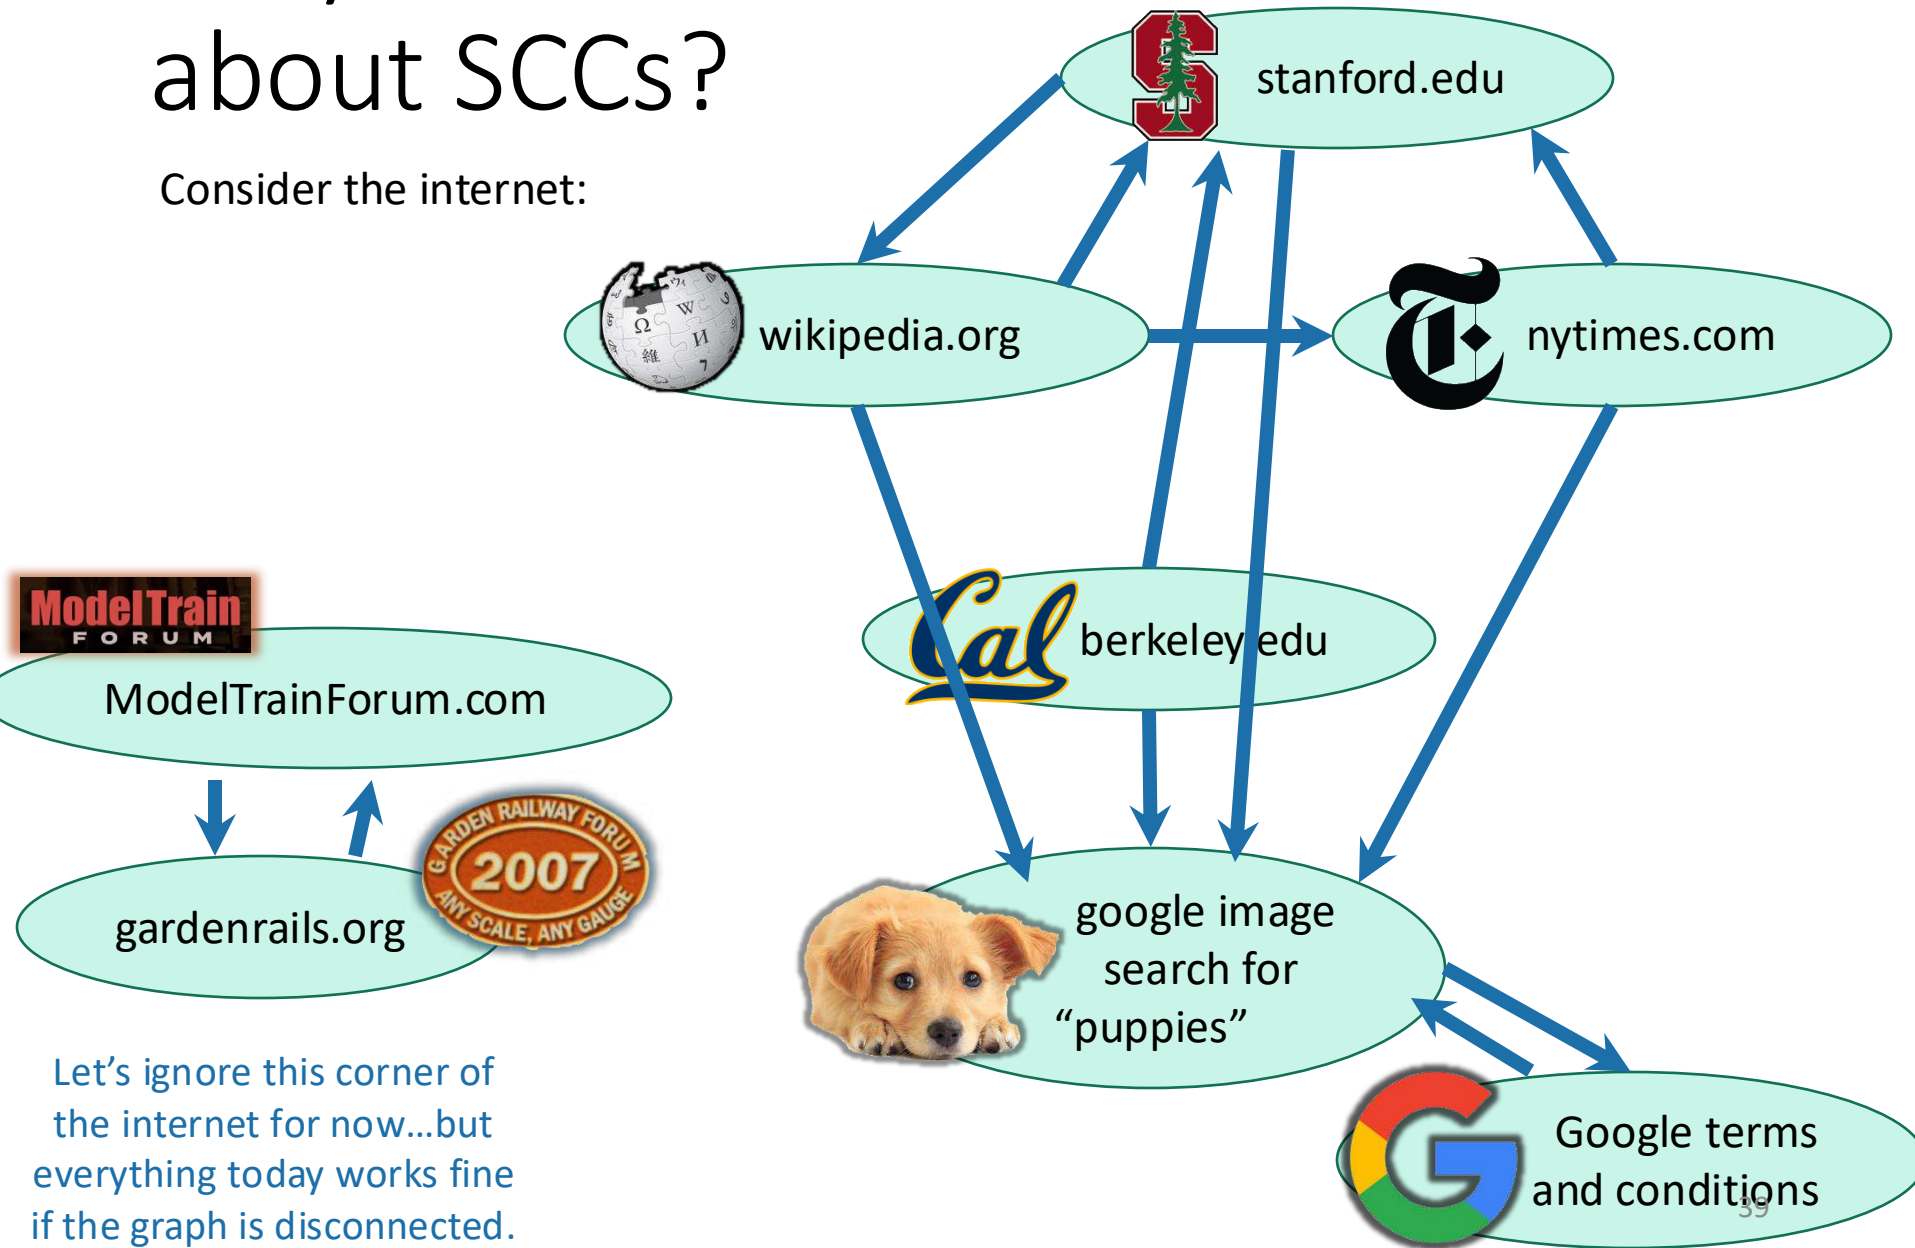 about SCCs?
Consider the internet:
stanford.edu
wikipedia.org
nytimes.com
berkeley.edu
ModelTrain
FORUM
ModelTrainForum.com
gardenrails.org
GARDEN RAILWAY FORUM
2007
ANY SCALE, ANY GAUGE
google image
search for
“puppies”
Google terms
and conditions
Let’s ignore this corner of
the internet for now…but
everything today works fine
if the graph is disconnected.
39